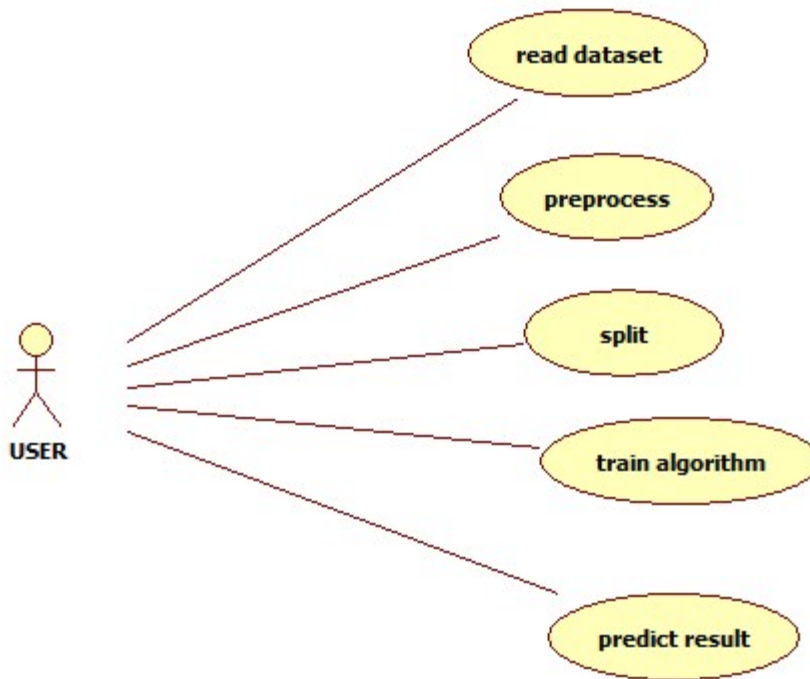 read dataset
preprocess
split
train algorithm
USER
predict result